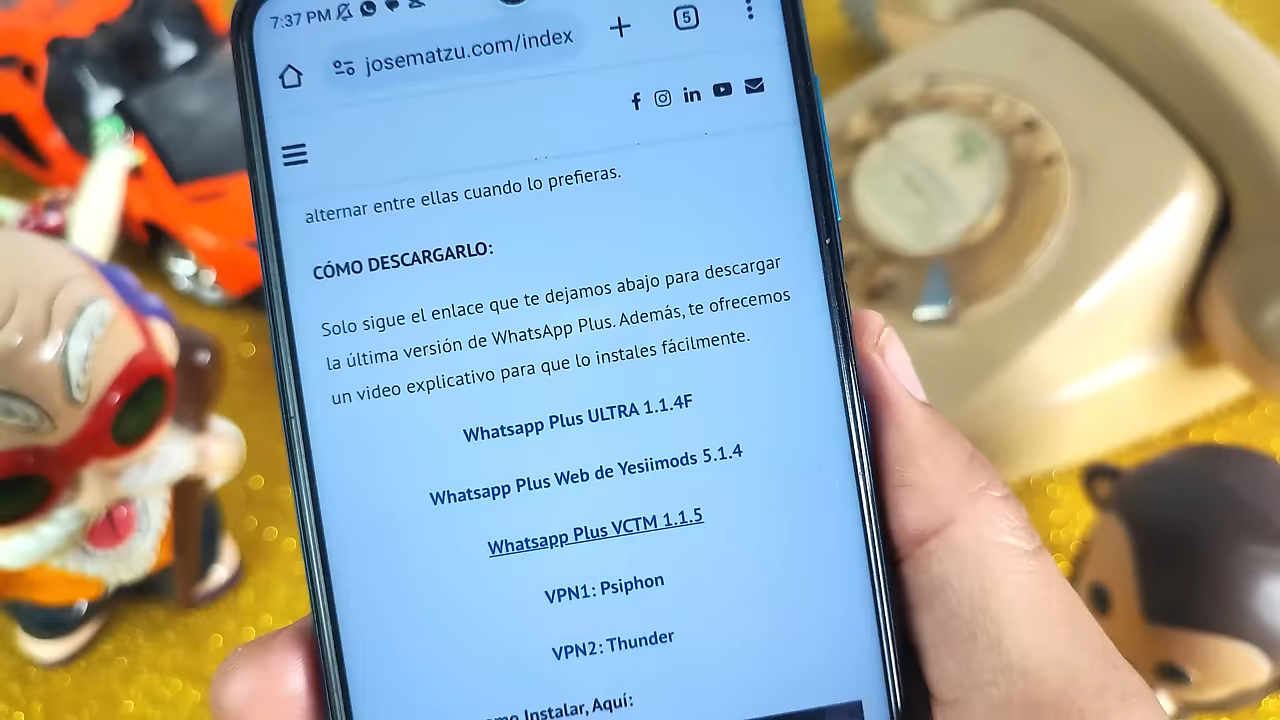 7:37 PM
josematzu.com/index
5
alternar entre ellas cuando lo prefieras.
CÓMO DESCARGARLO:
Solo sigue el enlace que te dejamos abajo para descargar
la última versión de WhatsApp Plus. Además, te ofrecemos
un video explicativo para que lo instales fácilmente.
Whatsapp Plus ULTRA 1.1.4F
Whatsapp Plus Web de Yesiimods 5.1.4
Whatsapp Plus VCTM 1.1.5
VPN1: Psiphon
VPN2: Thunder
Instalar, Aquí: